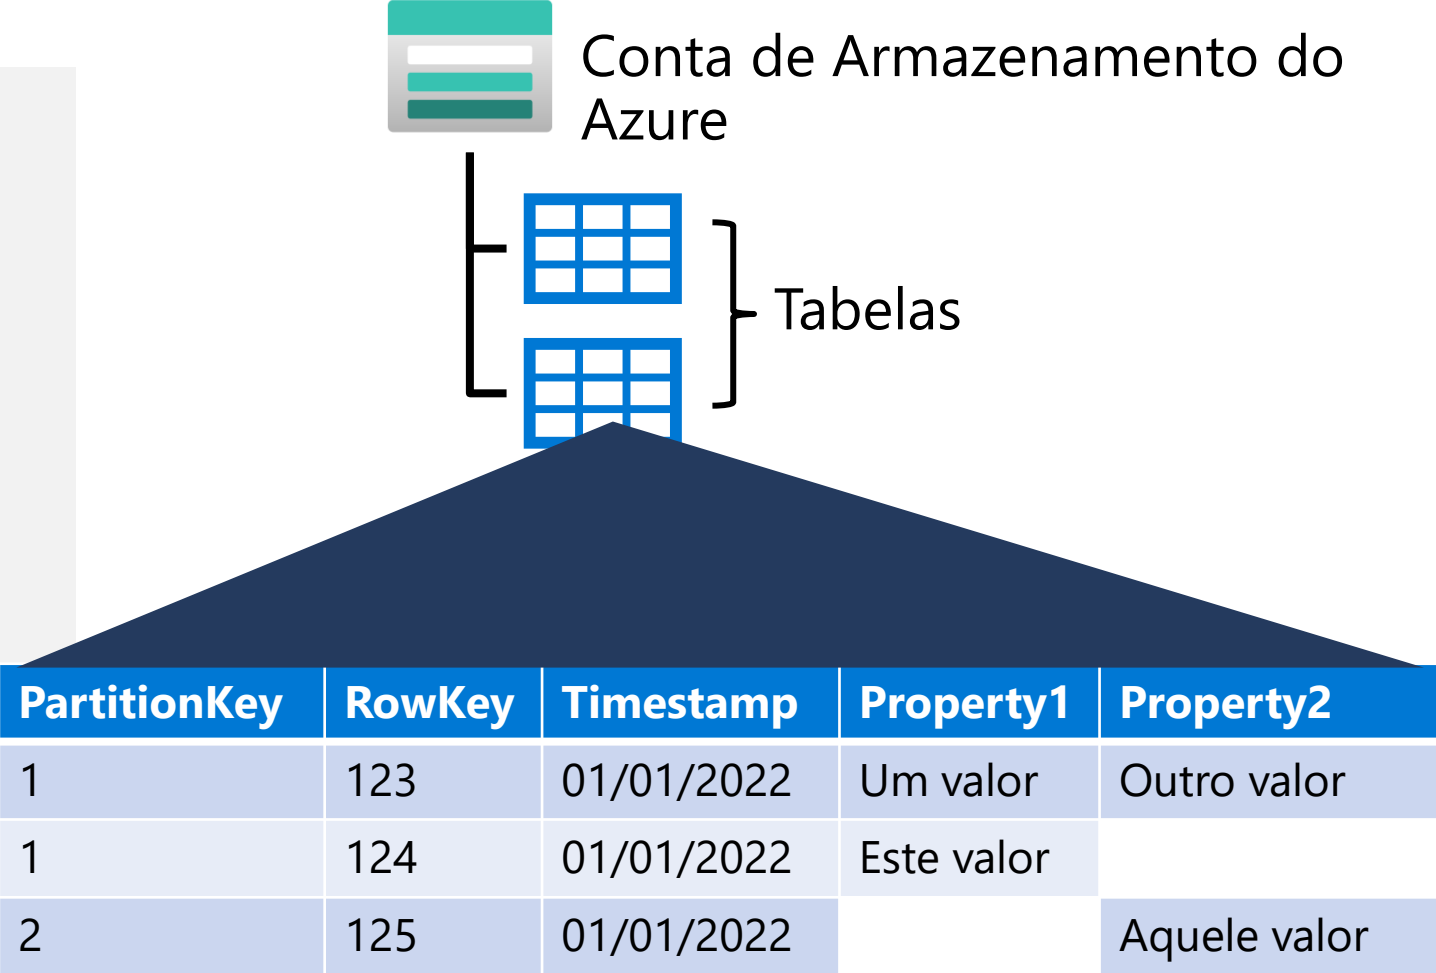 Conta de Armazenamento do
Azure
Tabelas
PartitionKey RowKey Timestamp Property1 Property2
1 123 01/01/2022 Um valor Outro valor
1 124 01/01/2022 Este valor
2 125 01/01/2022 Aquele valor